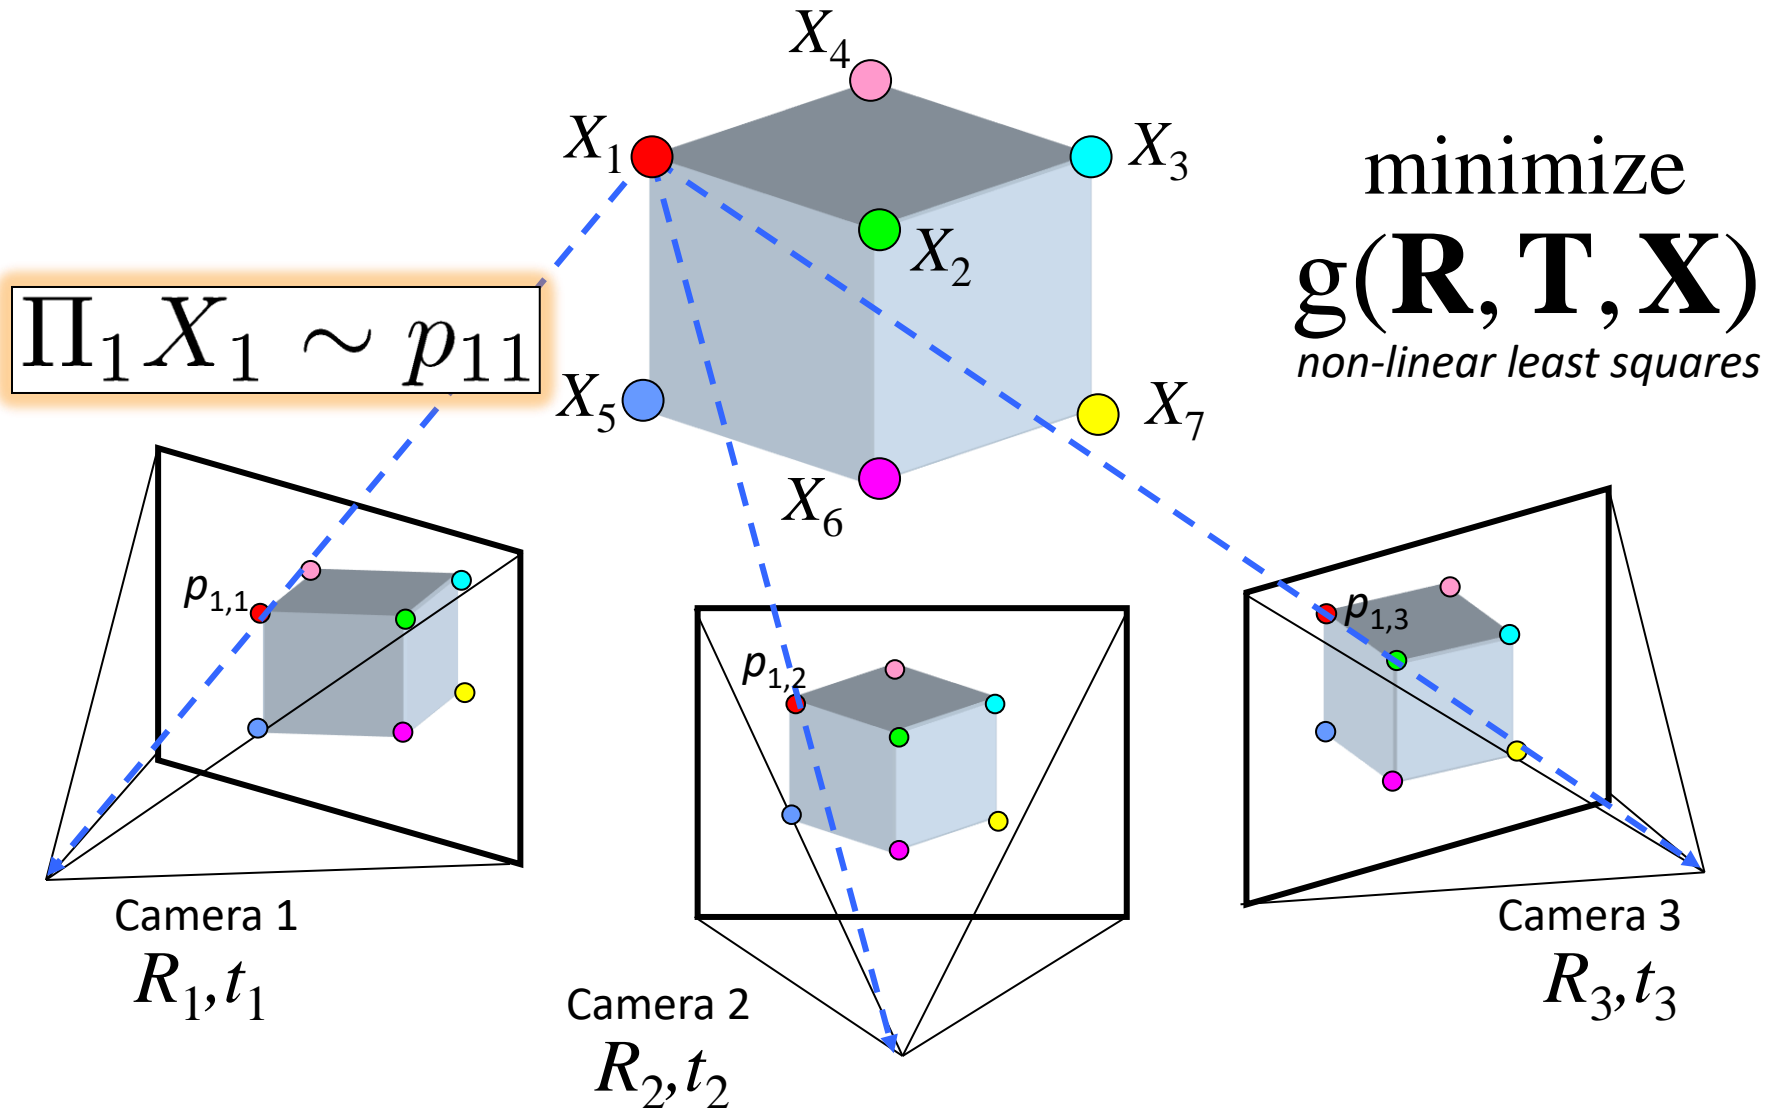 X₄
X₁
X₃
X₂
minimize
g(R, T, X)
non-linear least squares
Π₁X₁ ∼ p₁₁
X₅
X₇
X₆
p₁,₁
p₁,₂
p₁,₃
Camera 1
R₁,t₁
Camera 2
R₂,t₂
Camera 3
R₃,t₃